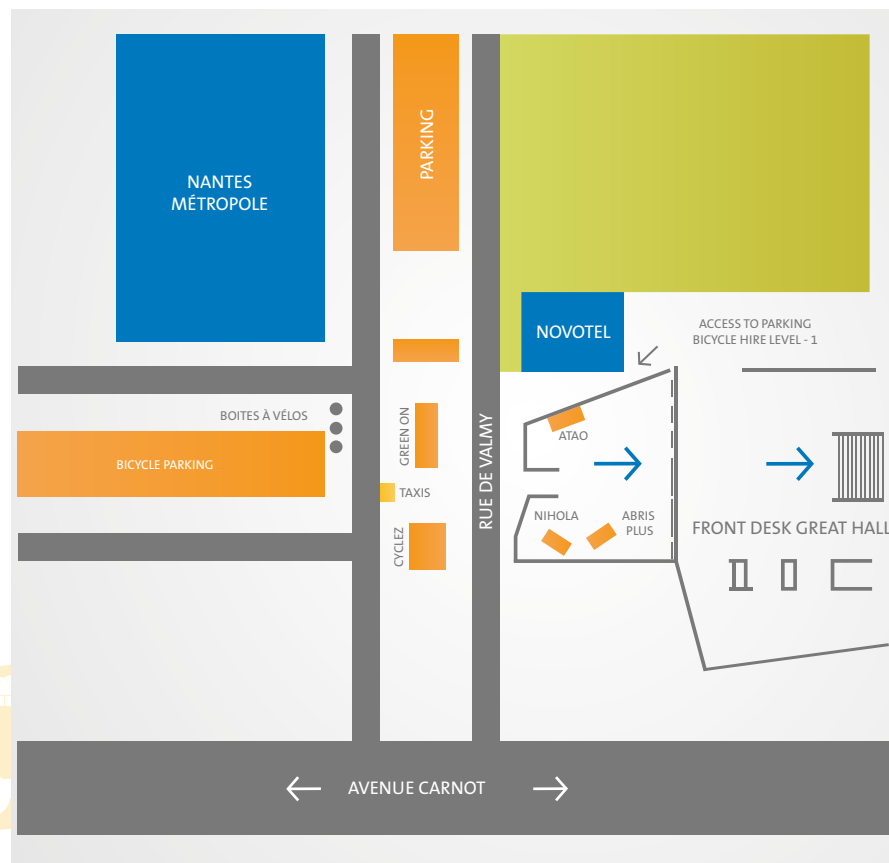 NANTES
MÉTROPOLE
PARKING
NOVOTEL
ACCESS TO PARKING
BICYCLE HIRE LEVEL - 1
BOITES À VÉLOS
GREEN ON
RUE DE VALMY
ATAO
BICYCLE PARKING
TAXIS
CYCLEZ
NIHOLA
ABRIS
PLUS
FRONT DESK GREAT HALL
AVENUE CARNOT